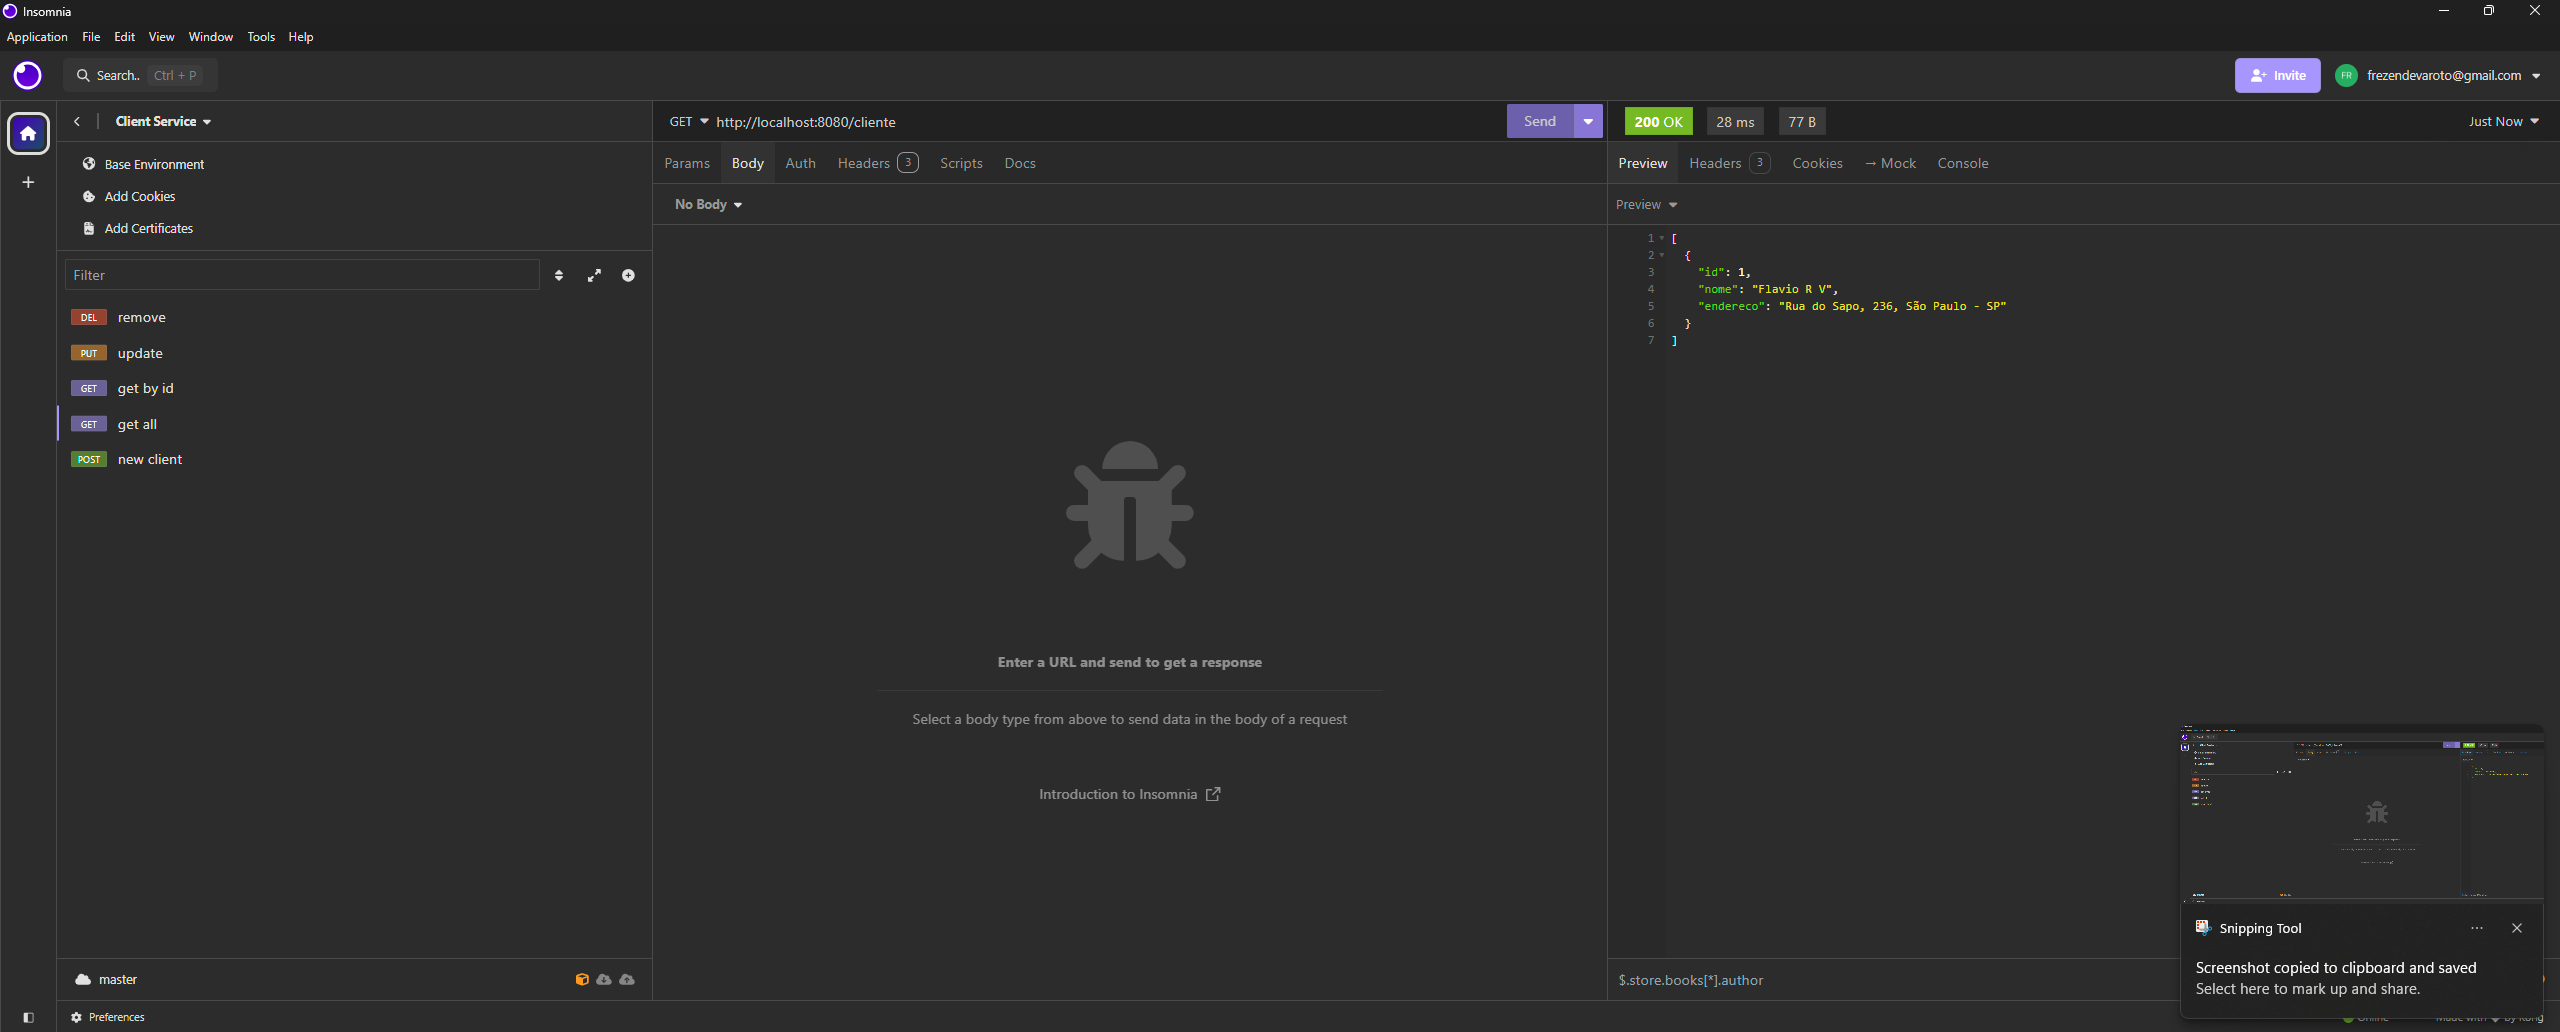 Insomnia
Application File Edit View Window Tools Help
Search.. Ctrl + P
Invite FR frezendevaroto@gmail.com
Client Service
Base Environment
Add Cookies
Add Certificates
Filter
DEL remove
PUT update
GET get by id
GET get all
POST new client
master
Preferences
GET http://localhost:8080/cliente Send
Params Body Auth Headers 3 Scripts Docs
No Body
Enter a URL and send to get a response
Select a body type from above to send data in the body of a request
Introduction to Insomnia
200 OK 28 ms 77 B Just Now
Preview Headers 3 Cookies → Mock Console
Preview
1 [
2 {
3 "id": 1,
4 "nome": "Flavio R V",
5 "endereco": "Rua do Sapo, 236, São Paulo - SP"
6 }
7 ]
$.store.books[*].author
Snipping Tool
Screenshot copied to clipboard and saved
Select here to mark up and share.